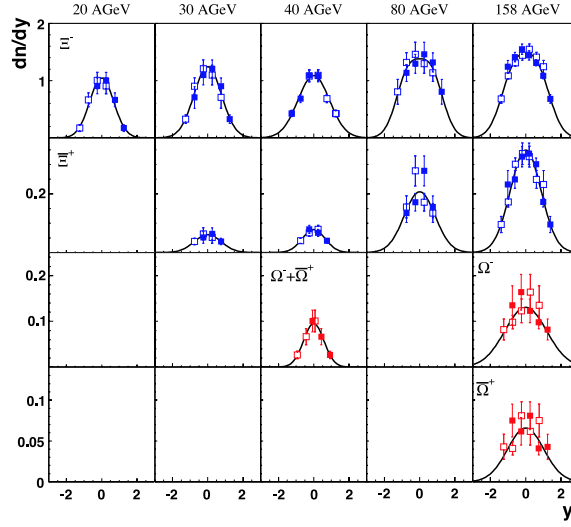 20 AGeV 30 AGeV 40 AGeV 80 AGeV 158 AGeV
dn/dy
Ξ⁻
2
1
Ξ̅⁺
0.2
Ω⁻+Ω̅⁺ Ω⁻
0.2
0.1
Ω̅⁺
0.1
0.05
0
-2 0 2 -2 0 2 -2 0 2 -2 0 2 -2 0 2
y